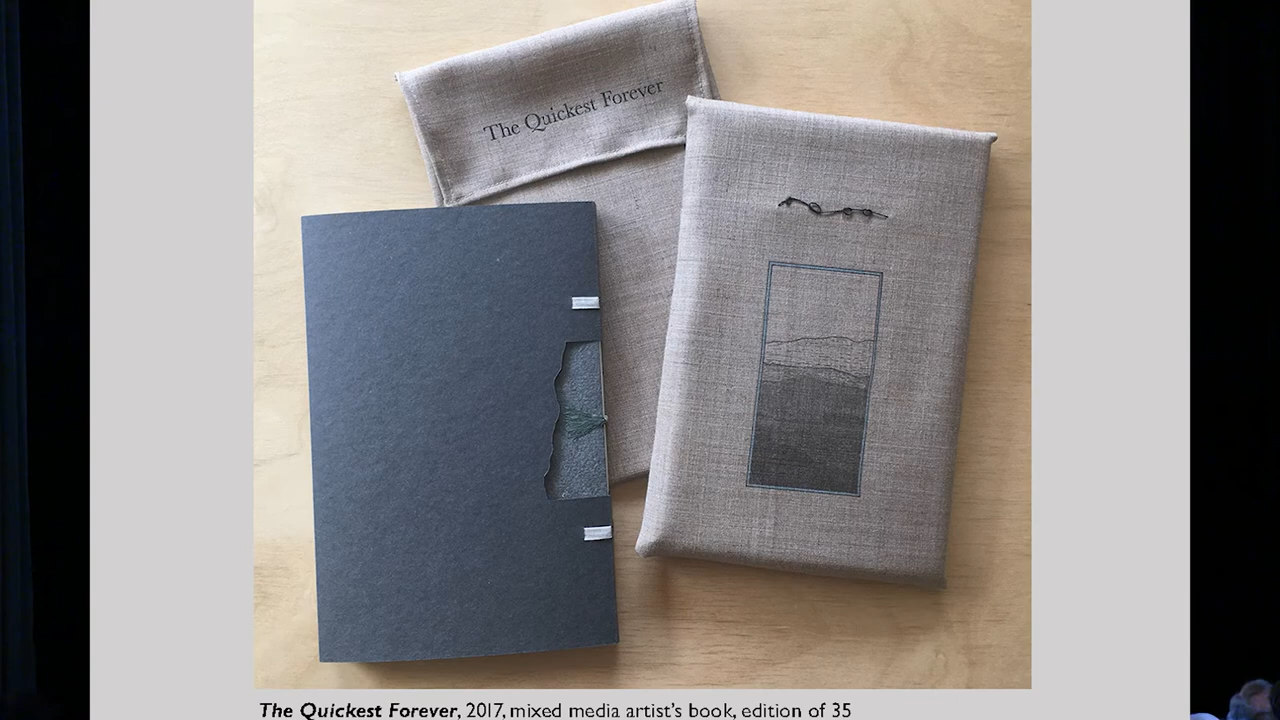 The Quickest Forever
The Quickest Forever, 2017, mixed media artist's book, edition of 35